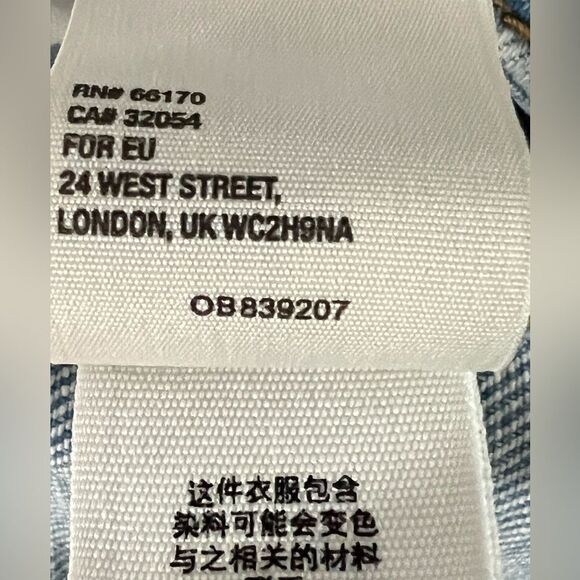 RN# 66170
CA# 32054
FOR EU
24 WEST STREET,
LONDON, UK WC2H9NA
OB839207
这件衣服包含
染料可能会变色
与之相关的材料